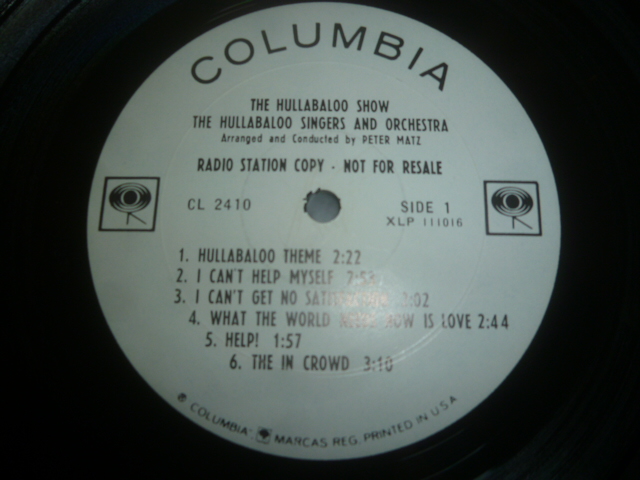 COLUMBIA
THE HULLABALOO SHOW
THE HULLABALOO SINGERS AND ORCHESTRA
Arranged and Conducted by PETER MATZ
RADIO STATION COPY · NOT FOR RESALE
CL 2410
SIDE 1
XLP 111016
1. HULLABALOO THEME 2:22
2. I CAN'T HELP MYSELF
3. I CAN'T GET NO
4. WHAT THE WORLD NOW IS LOVE 2:44
5. HELP! 1:57
6. THE IN CROWD 3:10
® COLUMBIA MARCAS REG. PRINTED IN U.S.A.